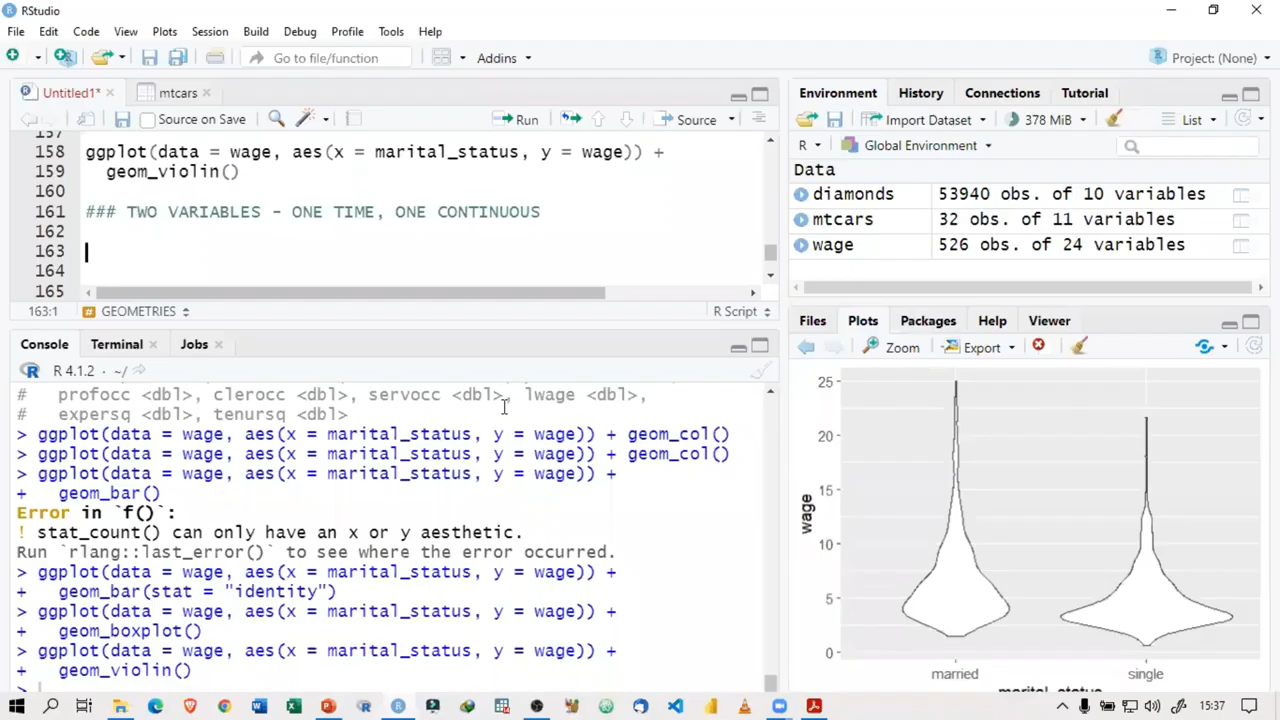 RStudio
File Edit Code View Plots Session Build Debug Profile Tools Help
Go to file/function Addins Project: (None)
Untitled1* mtcars
Source on Save Run Source
157
158 ggplot(data = wage, aes(x = marital_status, y = wage)) +
159 geom_violin()
160
161 ### TWO VARIABLES - ONE TIME, ONE CONTINUOUS
162
163
164
165
163:1 # GEOMETRIES R Script
Console Terminal Jobs
R 4.1.2 · ~/
# profocc <dbl>, clerocc <dbl>, servocc <dbl>, lwage <dbl>,
# expersq <dbl>, tenursq <dbl>
> ggplot(data = wage, aes(x = marital_status, y = wage)) + geom_col()
> ggplot(data = wage, aes(x = marital_status, y = wage)) + geom_col()
> ggplot(data = wage, aes(x = marital_status, y = wage)) +
+ geom_bar()
Error in `f()`:
! stat_count() can only have an x or y aesthetic.
Run `rlang::last_error()` to see where the error occurred.
> ggplot(data = wage, aes(x = marital_status, y = wage)) +
+ geom_bar(stat = "identity")
> ggplot(data = wage, aes(x = marital_status, y = wage)) +
+ geom_boxplot()
> ggplot(data = wage, aes(x = marital_status, y = wage)) +
+ geom_violin()
>
Environment History Connections Tutorial
Import Dataset 378 MiB List
R Global Environment
Data
diamonds 53940 obs. of 10 variables
mtcars 32 obs. of 11 variables
wage 526 obs. of 24 variables
Files Plots Packages Help Viewer
Zoom Export
25
20
15
10
5
0
wage
married single
marital_status
15:37